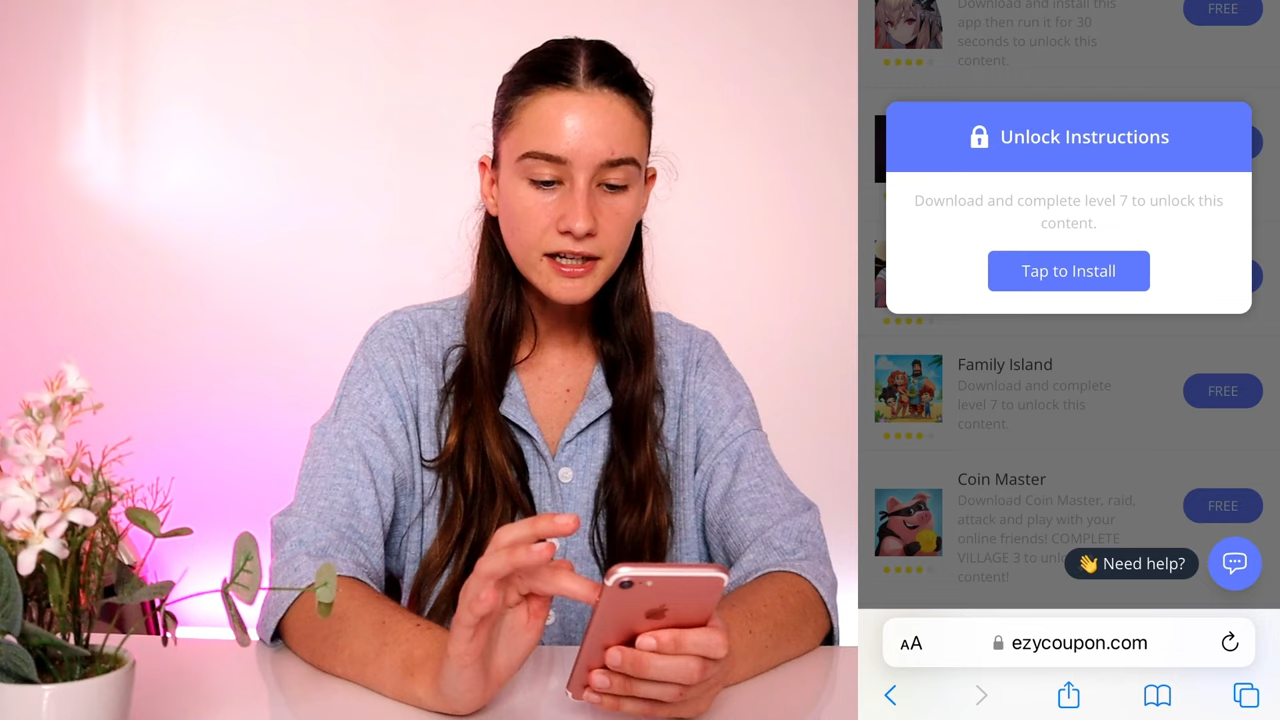 Download and install this
app then run it for 30
seconds to unlock this
content.
FREE
Unlock Instructions
Download and complete level 7 to unlock this
content.
Tap to Install
Family Island
Download and complete
level 7 to unlock this
content.
FREE
Coin Master
Download Coin Master, raid,
attack and play with your
online friends! COMPLETE
VILLAGE 3 to
content!
FREE
👋 Need help?
AA
ezycoupon.com